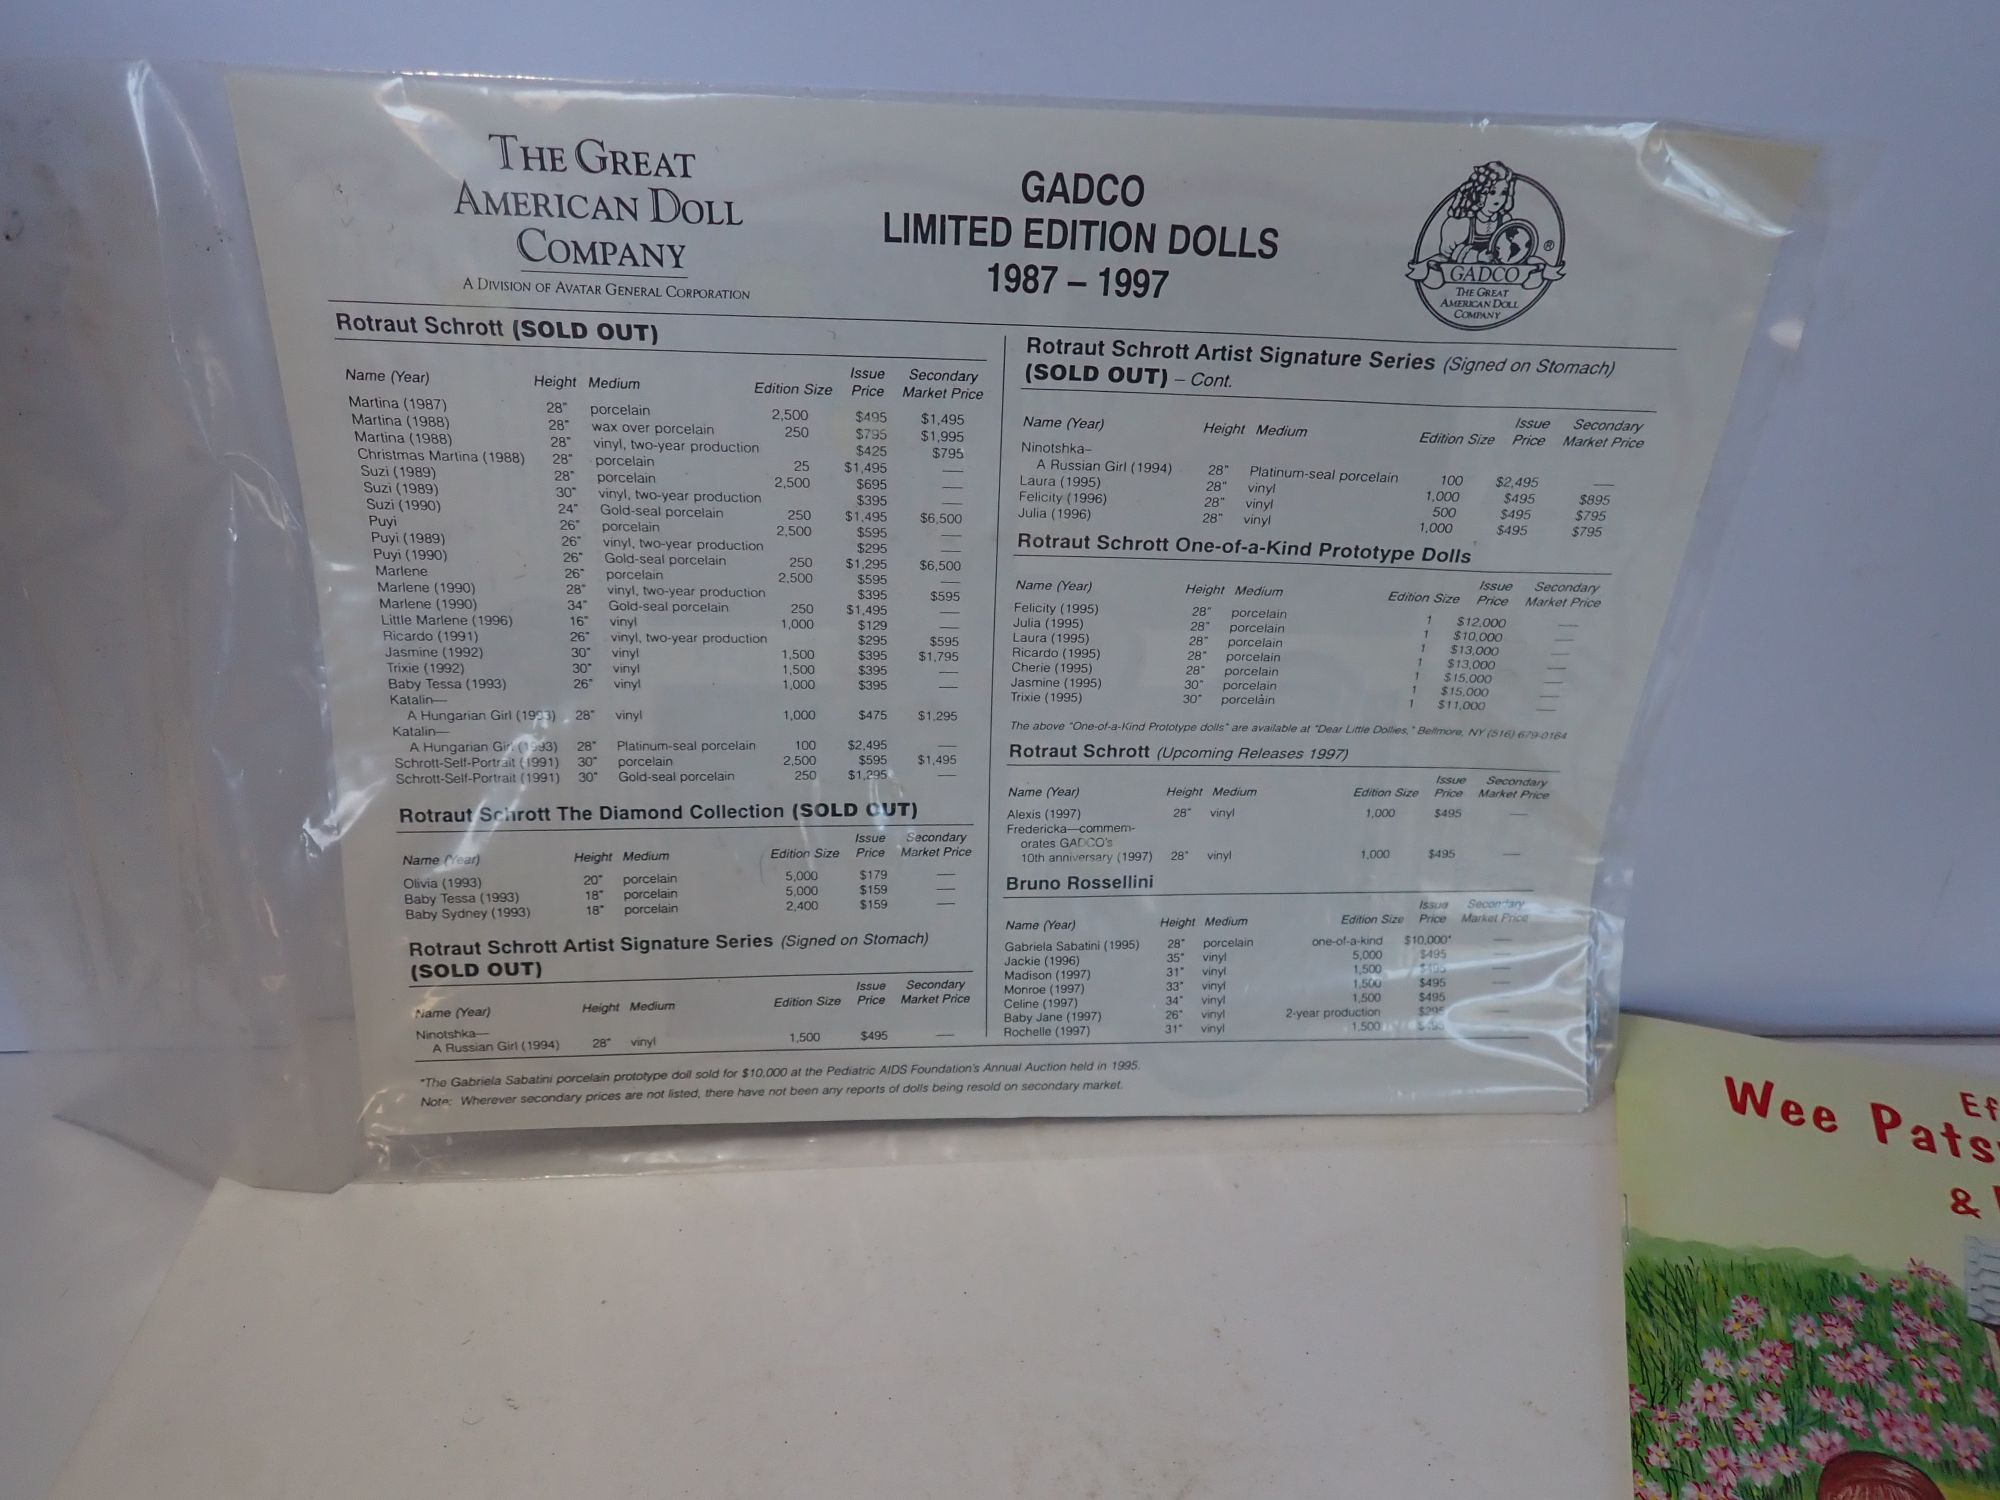 THE GREAT
AMERICAN DOLL
COMPANY
A DIVISION OF AVATAR GENERAL CORPORATION
GADCO
LIMITED EDITION DOLLS
1987 – 1997
GADCO ®
THE GREAT
AMERICAN DOLL
COMPANY
Rotraut Schrott (SOLD OUT)
Name (Year) Height Medium Edition Size Issue Price Secondary Market Price
Martina (1987) 28" porcelain 2,500 $495 $1,495
Martina (1988) 28" wax over porcelain 250 $795 $1,995
Martina (1988) 28" vinyl, two-year production $425 $795
Christmas Martina (1988) 28" porcelain 25 $1,495 —
Suzi (1989) 28" porcelain 2,500 $695 —
Suzi (1989) 30" vinyl, two-year production $395 —
Suzi (1990) 24" Gold-seal porcelain 250 $1,495 $6,500
Puyi 26" porcelain 2,500 $595 —
Puyi (1989) 26" vinyl, two-year production $295 —
Puyi (1990) 26" Gold-seal porcelain 250 $1,295 $6,500
Marlene 26" porcelain 2,500 $595 —
Marlene (1990) 28" vinyl, two-year production $395 $595
Marlene (1990) 34" Gold-seal porcelain 250 $1,495 —
Little Marlene (1996) 16" vinyl 1,000 $129 —
Ricardo (1991) 26" vinyl, two-year production $295 $595
Jasmine (1992) 30" vinyl 1,500 $395 $1,795
Trixie (1992) 30" vinyl 1,500 $395 —
Baby Tessa (1993) 26" vinyl 1,000 $395 —
Katalin—
A Hungarian Girl (1993) 28" vinyl 1,000 $475 $1,295
Katalin—
A Hungarian Girl (1993) 28" Platinum-seal porcelain 100 $2,495 —
Schrott-Self-Portrait (1991) 30" porcelain 2,500 $595 $1,495
Schrott-Self-Portrait (1991) 30" Gold-seal porcelain 250 $1,295 —
Rotraut Schrott The Diamond Collection (SOLD OUT)
Name (Year) Height Medium Edition Size Issue Price Secondary Market Price
Olivia (1993) 20" porcelain 5,000 $179 —
Baby Tessa (1993) 18" porcelain 5,000 $159 —
Baby Sydney (1993) 18" porcelain 2,400 $159 —
Rotraut Schrott Artist Signature Series (Signed on Stomach)
(SOLD OUT)
Name (Year) Height Medium Edition Size Issue Price Secondary Market Price
Ninotshka—
A Russian Girl (1994) 28" vinyl 1,500 $495 —
Rotraut Schrott Artist Signature Series (Signed on Stomach)
(SOLD OUT) – Cont.
Name (Year) Height Medium Edition Size Issue Price Secondary Market Price
Ninotshka–
A Russian Girl (1994) 28" Platinum-seal porcelain 100 $2,495 —
Laura (1995) 28" vinyl 1,000 $495 $895
Felicity (1996) 28" vinyl 500 $495 $795
Julia (1996) 28" vinyl 1,000 $495 $795
Rotraut Schrott One-of-a-Kind Prototype Dolls
Name (Year) Height Medium Edition Size Issue Price Secondary Market Price
Felicity (1995) 28" porcelain 1 $12,000 —
Julia (1995) 28" porcelain 1 $10,000 —
Laura (1995) 28" porcelain 1 $13,000 —
Ricardo (1995) 28" porcelain 1 $13,000 —
Cherie (1995) 28" porcelain 1 $15,000 —
Jasmine (1995) 30" porcelain 1 $15,000 —
Trixie (1995) 30" porcelain 1 $11,000 —
The above "One-of-a-Kind Prototype dolls" are available at "Dear Little Dollies," Bellmore, NY (516) 679-0164
Rotraut Schrott (Upcoming Releases 1997)
Name (Year) Height Medium Edition Size Issue Price Secondary Market Price
Alexis (1997) 28" vinyl 1,000 $495 —
Fredericka—commem-
orates GADCO's
10th anniversary (1997) 28" vinyl 1,000 $495 —
Bruno Rossellini
Name (Year) Height Medium Edition Size Issue Price Secondary Market Price
Gabriela Sabatini (1995) 28" porcelain one-of-a-kind $10,000* —
Jackie (1996) 35" vinyl 5,000 $495 —
Madison (1997) 31" vinyl 1,500 —
Monroe (1997) 33" vinyl 1,500 $495 —
Celine (1997) 34" vinyl 1,500 $495 —
Baby Jane (1997) 26" vinyl 2-year production $295 —
Rochelle (1997) 31" vinyl 1,500 —
*The Gabriela Sabatini porcelain prototype doll sold for $10,000 at the Pediatric AIDS Foundation's Annual Auction held in 1995.
Note: Wherever secondary prices are not listed, there have not been any reports of dolls being resold on secondary market.
Wee
&